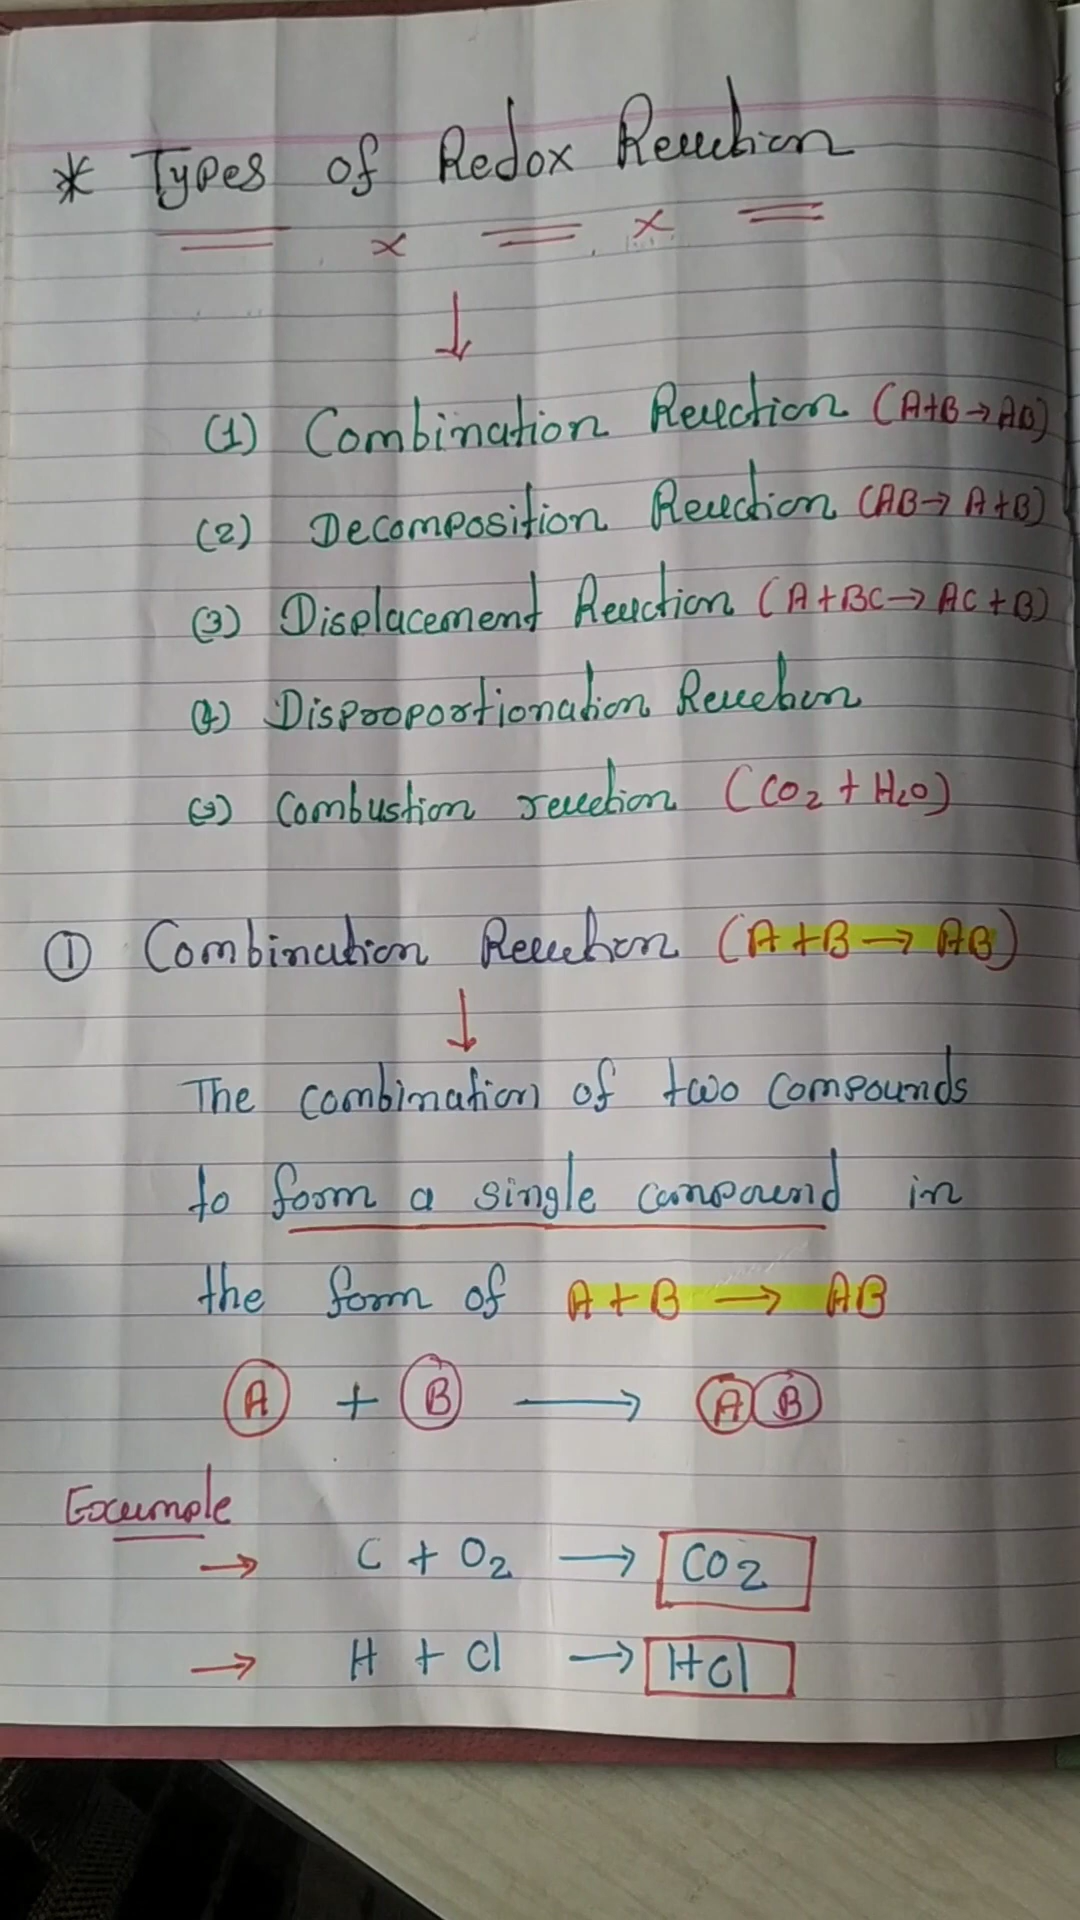 * Types of Redox Reaction
(1) Combination Reaction (A+B→AB)
(2) Decomposition Reaction (AB→ A+B)
(3) Displacement Reaction (A+BC→ AC+B)
(4) Disproportionation Reaction
(5) Combustion reaction (CO₂ + H₂O)
① Combination Reaction (A+B → AB)
↓
The combination of two compounds
to form a single compound in
the form of A+B → AB
A + B → AB
Example
→ C + O₂ → CO₂
→ H + Cl → HCl